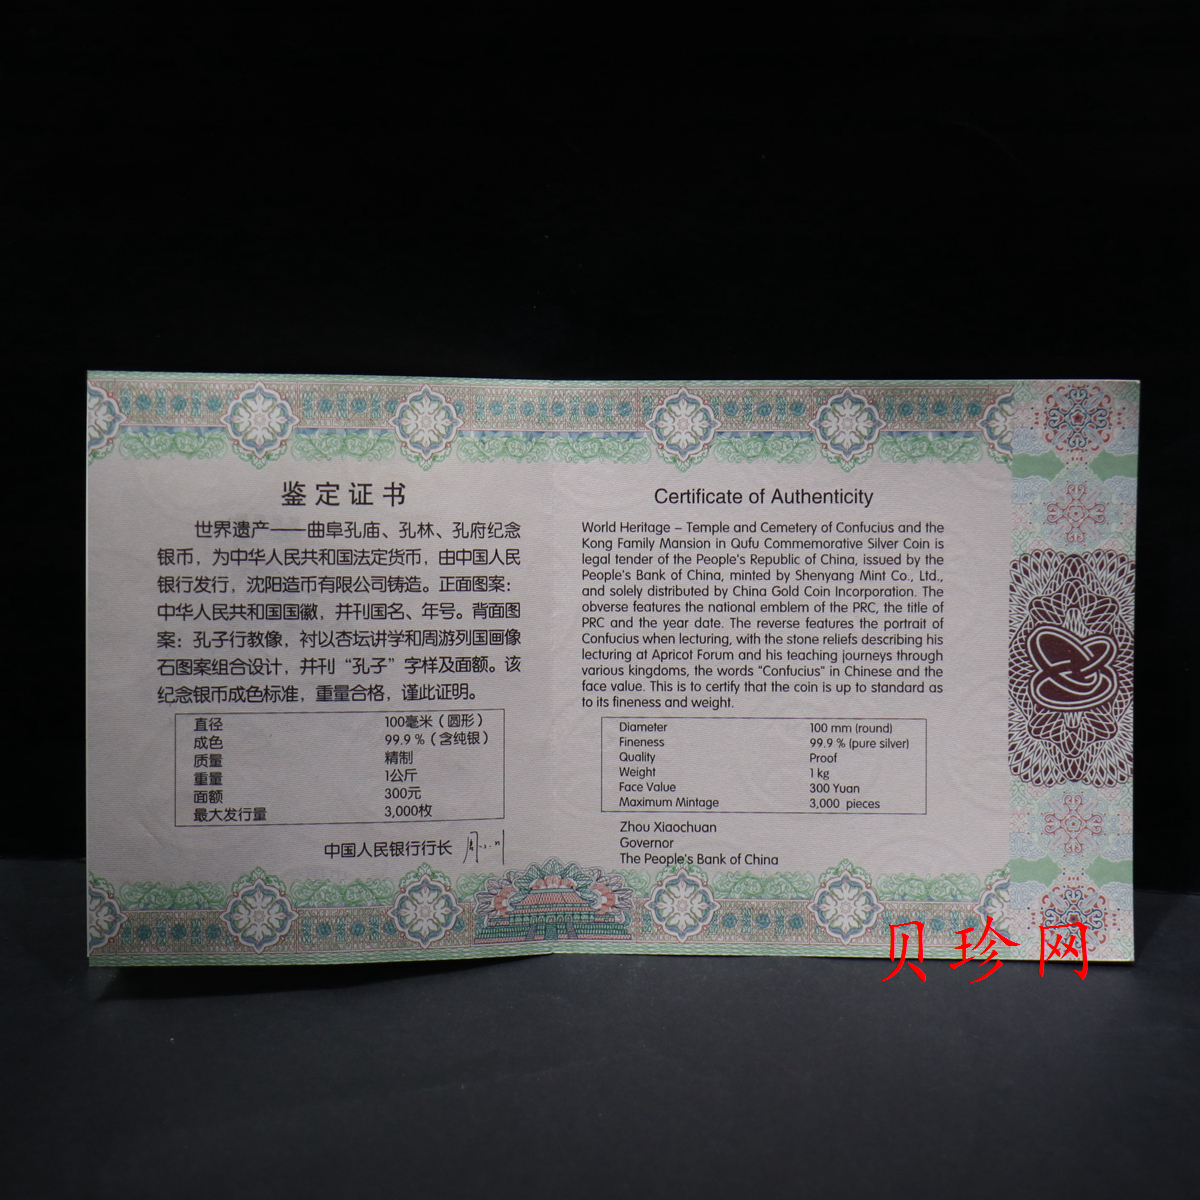 鉴定证书
世界遗产——曲阜孔庙、孔林、孔府纪念
银币，为中华人民共和国法定货币，由中国人民
银行发行，沈阳造币有限公司铸造。正面图案：
中华人民共和国国徽，并刊国名、年号。背面图
案：孔子行教像，衬以杏坛讲学和周游列国画像
石图案组合设计，并刊“孔子”字样及面额。该
纪念银币成色标准，重量合格，谨此证明。
直径 100毫米（圆形）
成色 99.9％（含纯银）
质量 精制
重量 1公斤
面额 300元
最大发行量 3,000枚
中国人民银行行长
Certificate of Authenticity
World Heritage – Temple and Cemetery of Confucius and the
Kong Family Mansion in Qufu Commemorative Silver Coin is
legal tender of the People's Republic of China, issued by the
People's Bank of China, minted by Shenyang Mint Co., Ltd.,
and solely distributed by China Gold Coin Incorporation. The
obverse features the national emblem of the PRC, the title of
PRC and the year date. The reverse features the portrait of
Confucius when lecturing, with the stone reliefs describing his
lecturing at Apricot Forum and his teaching journeys through
various kingdoms, the words "Confucius" in Chinese and the
face value. This is to certify that the coin is up to standard as
to its fineness and weight.
Diameter 100 mm (round)
Fineness 99.9 % (pure silver)
Quality Proof
Weight 1 kg
Face Value 300 Yuan
Maximum Mintage 3,000 pieces
Zhou Xiaochuan
Governor
The People's Bank of China
贝珍网